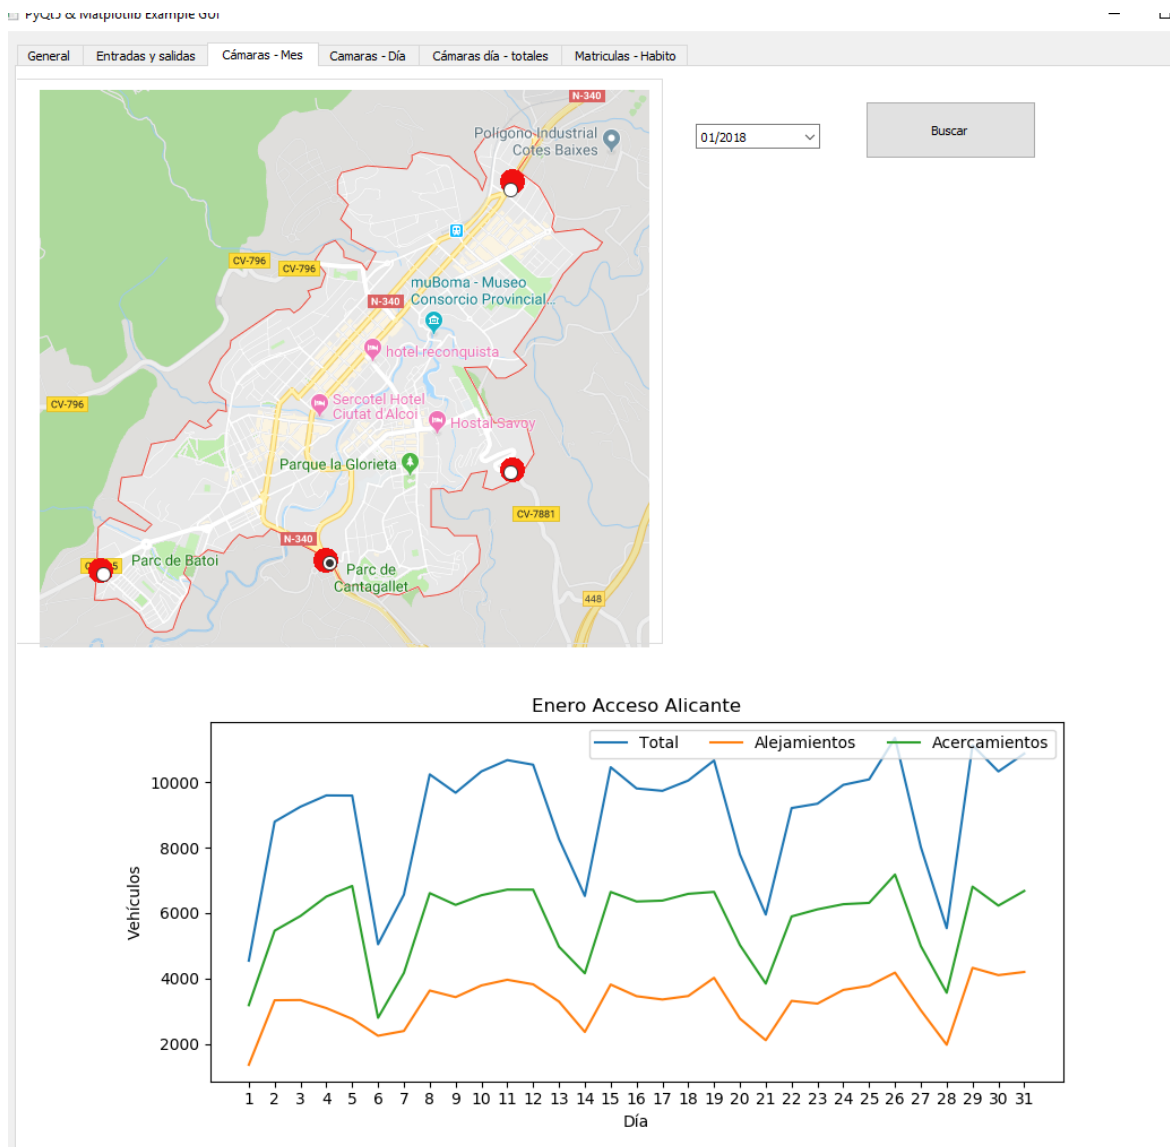 PyQt5 & Matplotlib Example GUI
General Entradas y salidas Cámaras - Mes Camaras - Día Cámaras día - totales Matriculas - Habito
01/2018
Buscar
N-340
Polígono Industrial
Cotes Baixes
CV-796
CV-796
muBoma - Museo
Consorcio Provincial...
N-340
hotel reconquista
CV-796
Sercotel Hotel
Ciutat d'Alcoi
Hostal Savoy
Parque la Glorieta
CV-7881
N-340
Parc de Batoi
Parc de
Cantagallet
448
Enero Acceso Alicante
Total Alejamientos Acercamientos
10000
8000
6000
4000
2000
Vehículos
1 2 3 4 5 6 7 8 9 10 11 12 13 14 15 16 17 18 19 20 21 22 23 24 25 26 27 28 29 30 31
Día